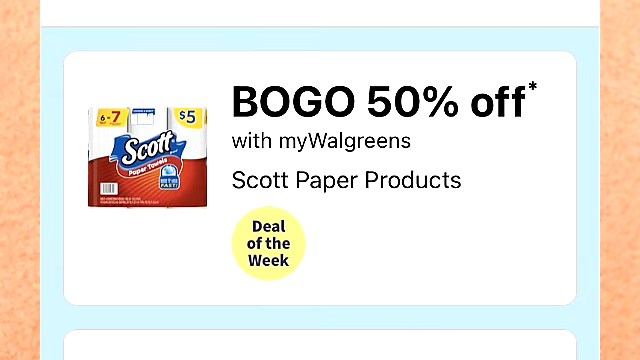 BOGO 50% off*
with myWalgreens
Scott Paper Products
6=7
$5
Scott
Paper Towels
Deal
of the
Week